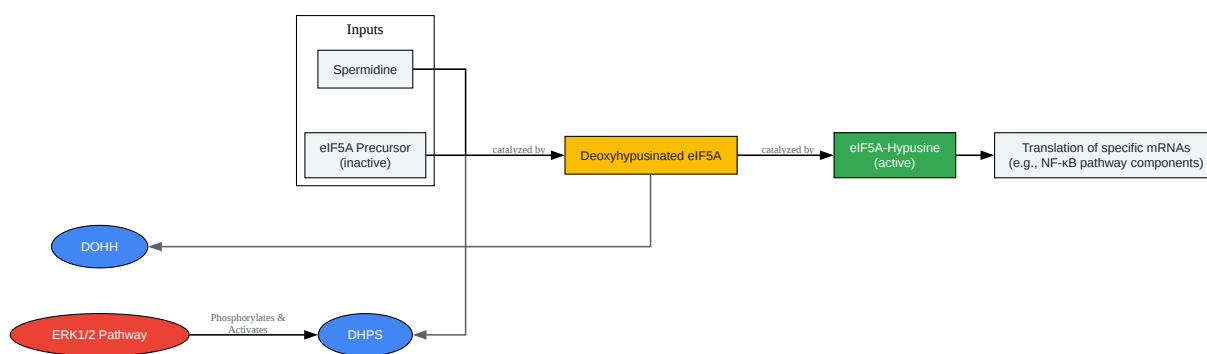 Inputs
Spermidine
eIF5A Precursor
(inactive)
catalyzed by
Deoxyhypusinated eIF5A
catalyzed by
eIF5A-Hypusine
(active)
Translation of specific mRNAs
(e.g., NF-κB pathway components)
DOHH
ERK1/2 Pathway
Phosphorylates &
Activates
DHPS